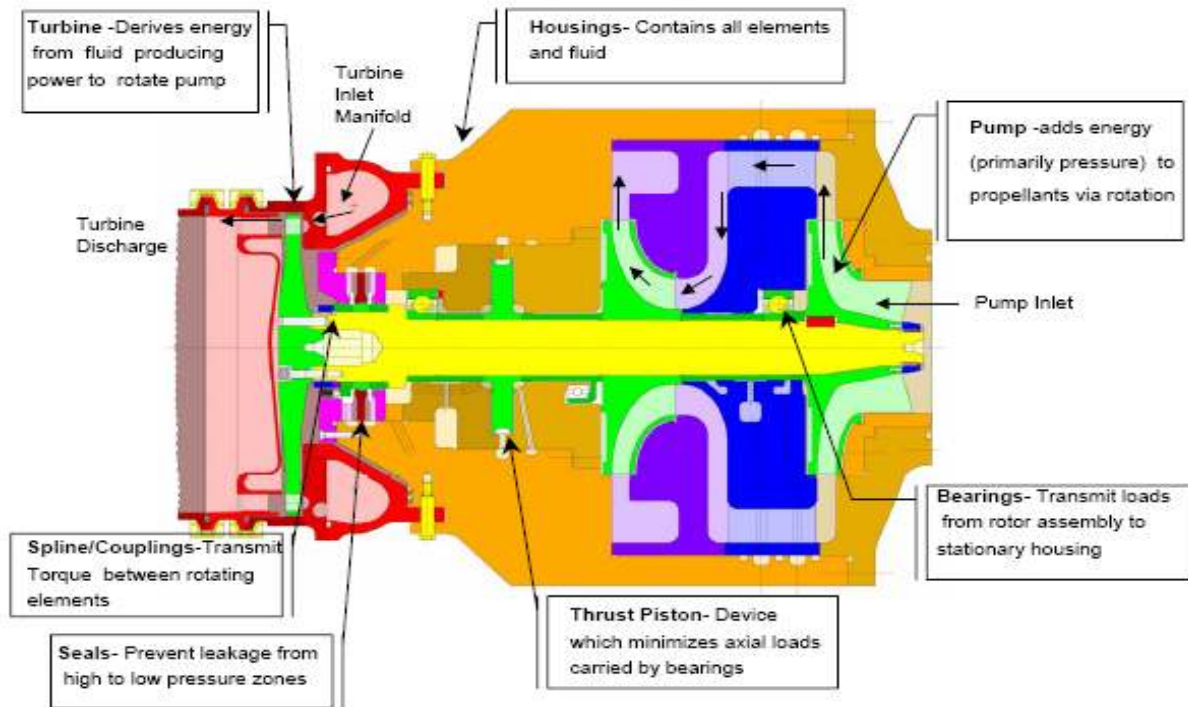 Turbine -Derives energy
from fluid producing
power to rotate pump
Housings- Contains all elements
and fluid
Turbine
Inlet
Manifold
Pump -adds energy
(primarily pressure) to
propellants via rotation
Turbine
Discharge
Pump Inlet
Bearings- Transmit loads
from rotor assembly to
stationary housing
Spline/Couplings-Transmit
Torque between rotating
elements
Thrust Piston- Device
which minimizes axial loads
carried by bearings
Seals- Prevent leakage from
high to low pressure zones